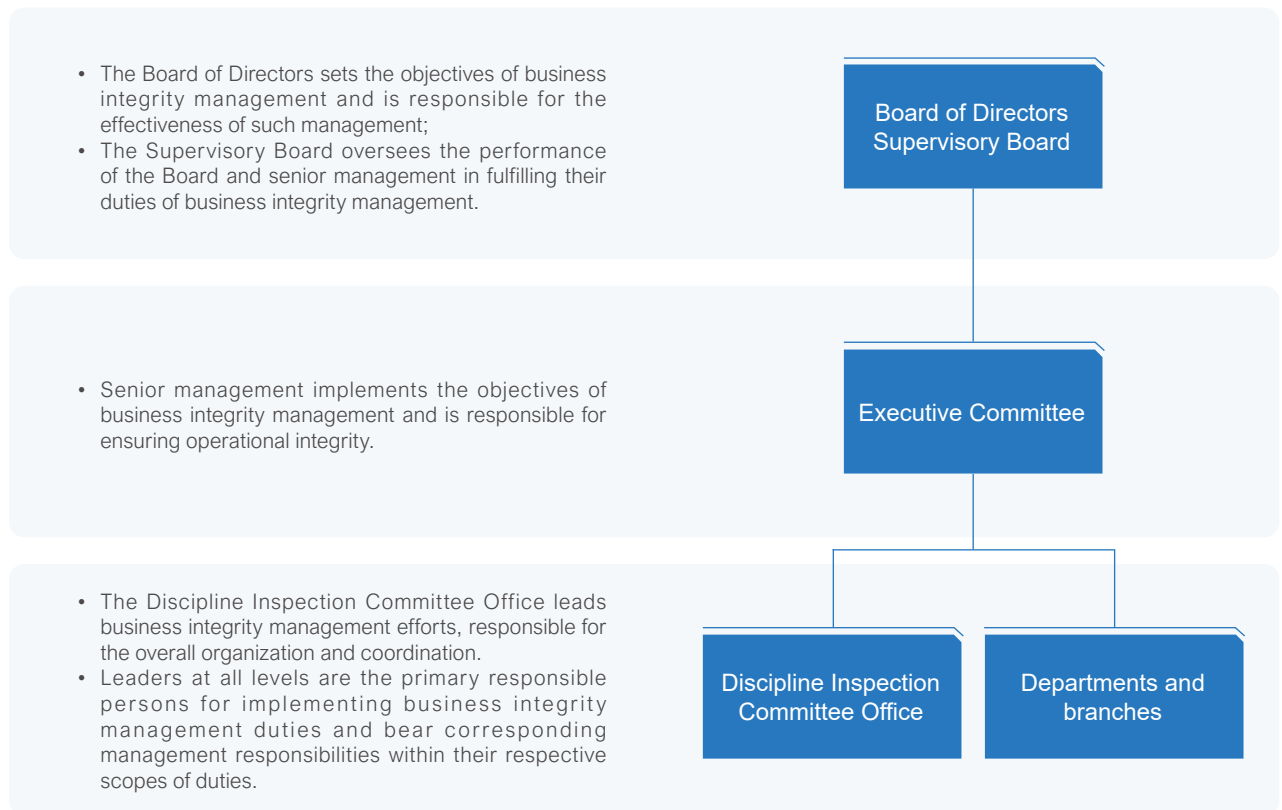 • The Board of Directors sets the objectives of business
integrity management and is responsible for the
effectiveness of such management;
• The Supervisory Board oversees the performance
of the Board and senior management in fulfilling their
duties of business integrity management.
Board of Directors
Supervisory Board
• Senior management implements the objectives of
business integrity management and is responsible for
ensuring operational integrity.
Executive Committee
• The Discipline Inspection Committee Office leads
business integrity management efforts, responsible for
the overall organization and coordination.
• Leaders at all levels are the primary responsible
persons for implementing business integrity
management duties and bear corresponding
management responsibilities within their respective
scopes of duties.
Discipline Inspection
Committee Office
Departments and
branches